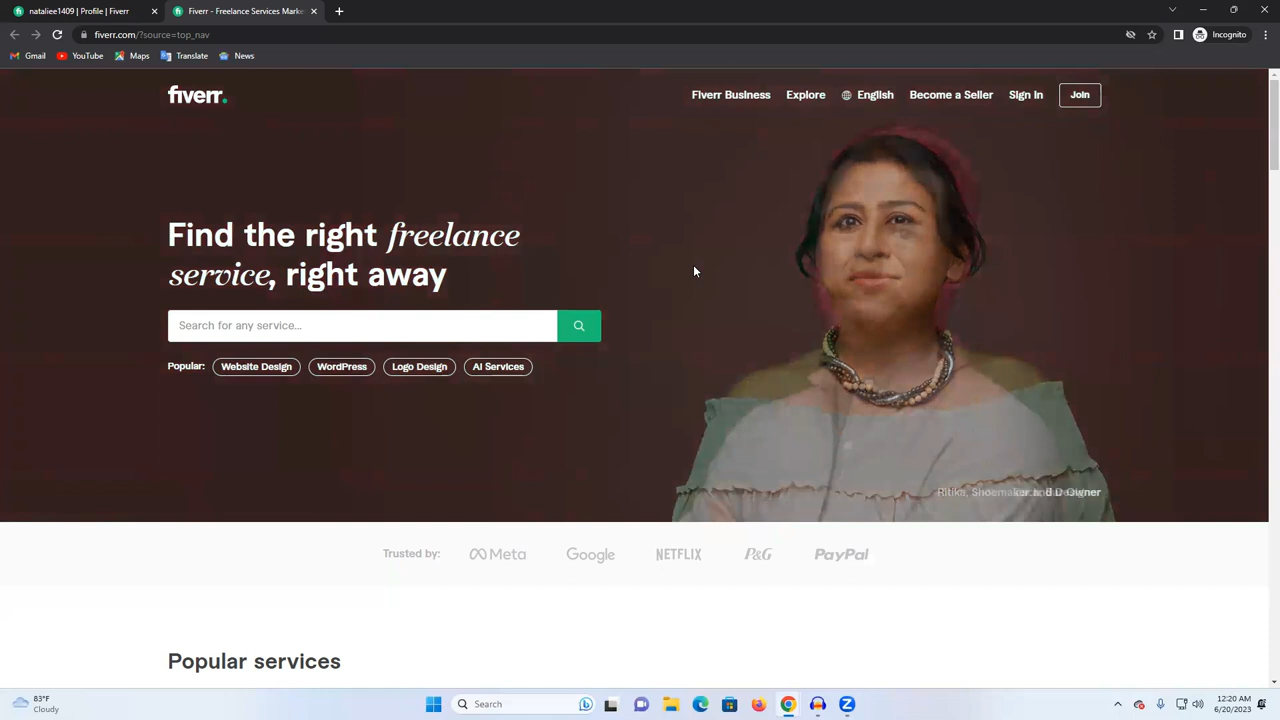 nataliee1409 | Profile | Fiverr
Fiverr - Freelance Services Marke
fiverr.com/?source=top_nav
Incognito
Gmail
YouTube
Maps
Translate
News
fiverr.
Fiverr Business
Explore
English
Become a Seller
Sign In
Join
Find the right freelance
service, right away
Search for any service...
Popular:
Website Design
WordPress
Logo Design
AI Services
Ritika, Shoemaker and
Owner
Trusted by:
Meta
Google
NETFLIX
P&G
PayPal
Popular services
83°F
Cloudy
Search
12:20 AM
6/20/2023